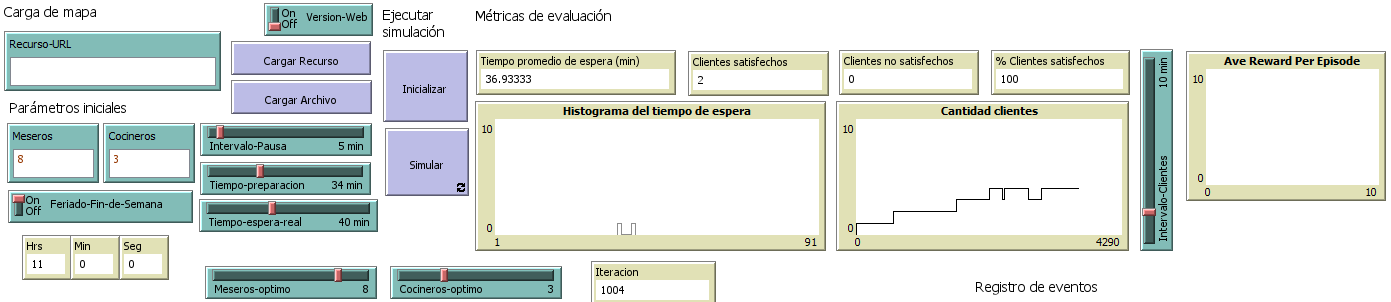 Carga de mapa
Recurso-URL
On
Off
Version-Web
Cargar Recurso
Cargar Archivo
Parámetros iniciales
Meseros
8
Cocineros
3
On
Off
Feriado-Fin-de-Semana
Hrs
11
Min
0
Seg
0
Intervalo-Pausa 5 min
Tiempo-preparacion 34 min
Tiempo-espera-real 40 min
Meseros-optimo 8
Cocineros-optimo 3
Ejecutar
simulación
Inicializar
Simular
Métricas de evaluación
Tiempo promedio de espera (min)
36.93333
Clientes satisfechos
2
Clientes no satisfechos
0
% Clientes satisfechos
100
Histograma del tiempo de espera
10
0
1 91
Cantidad clientes
10
0
0 4290
Intervalo-Clientes 10 min
Ave Reward Per Episode
10
0
0 10
Iteracion
1004
Registro de eventos